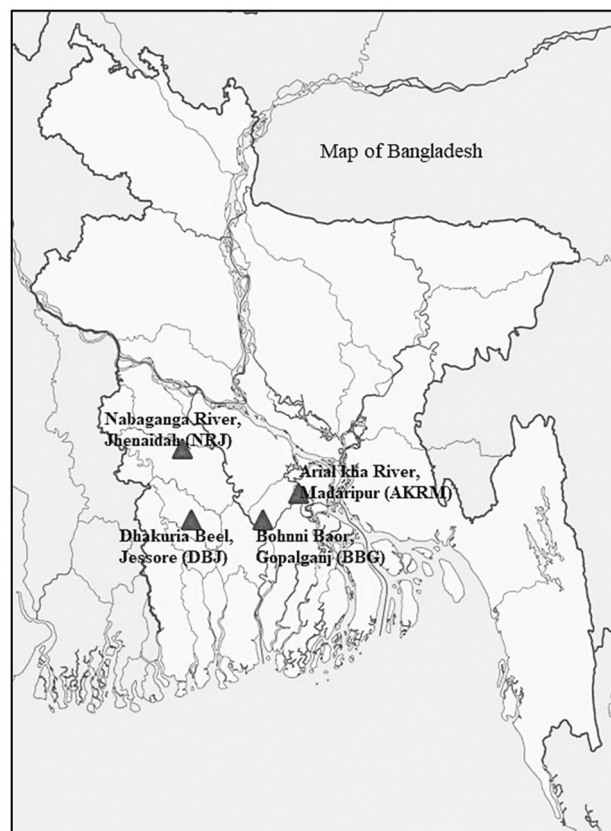 Map of Bangladesh
Nabaganga River,
Jhenaidah (NRJ)
Arial kha River,
Madaripur (AKRM)
Dhakuria Beel,
Jessore (DBJ)
Bohnni Baor,
Gopalganj (BBG)